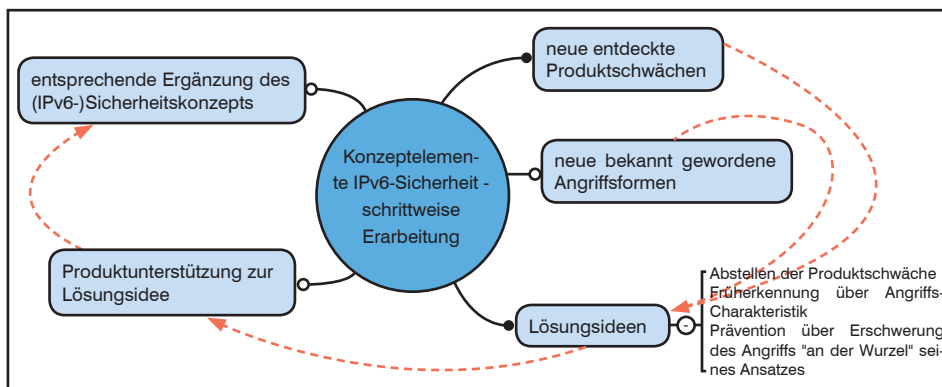 neue entdeckte
Produktschwächen
entsprechende Ergänzung des
(IPv6-)Sicherheitskonzepts
Konzeptelemen-
te IPv6-Sicherheit -
schrittweise
Erarbeitung
neue bekannt gewordene
Angriffsformen
Produktunterstützung zur
Lösungsidee
Lösungsideen
-
Abstellen der Produktschwäche
Früherkennung über Angriffs-
Charakteristik
Prävention über Erschwerung
des Angriffs "an der Wurzel" sei-
nes Ansatzes